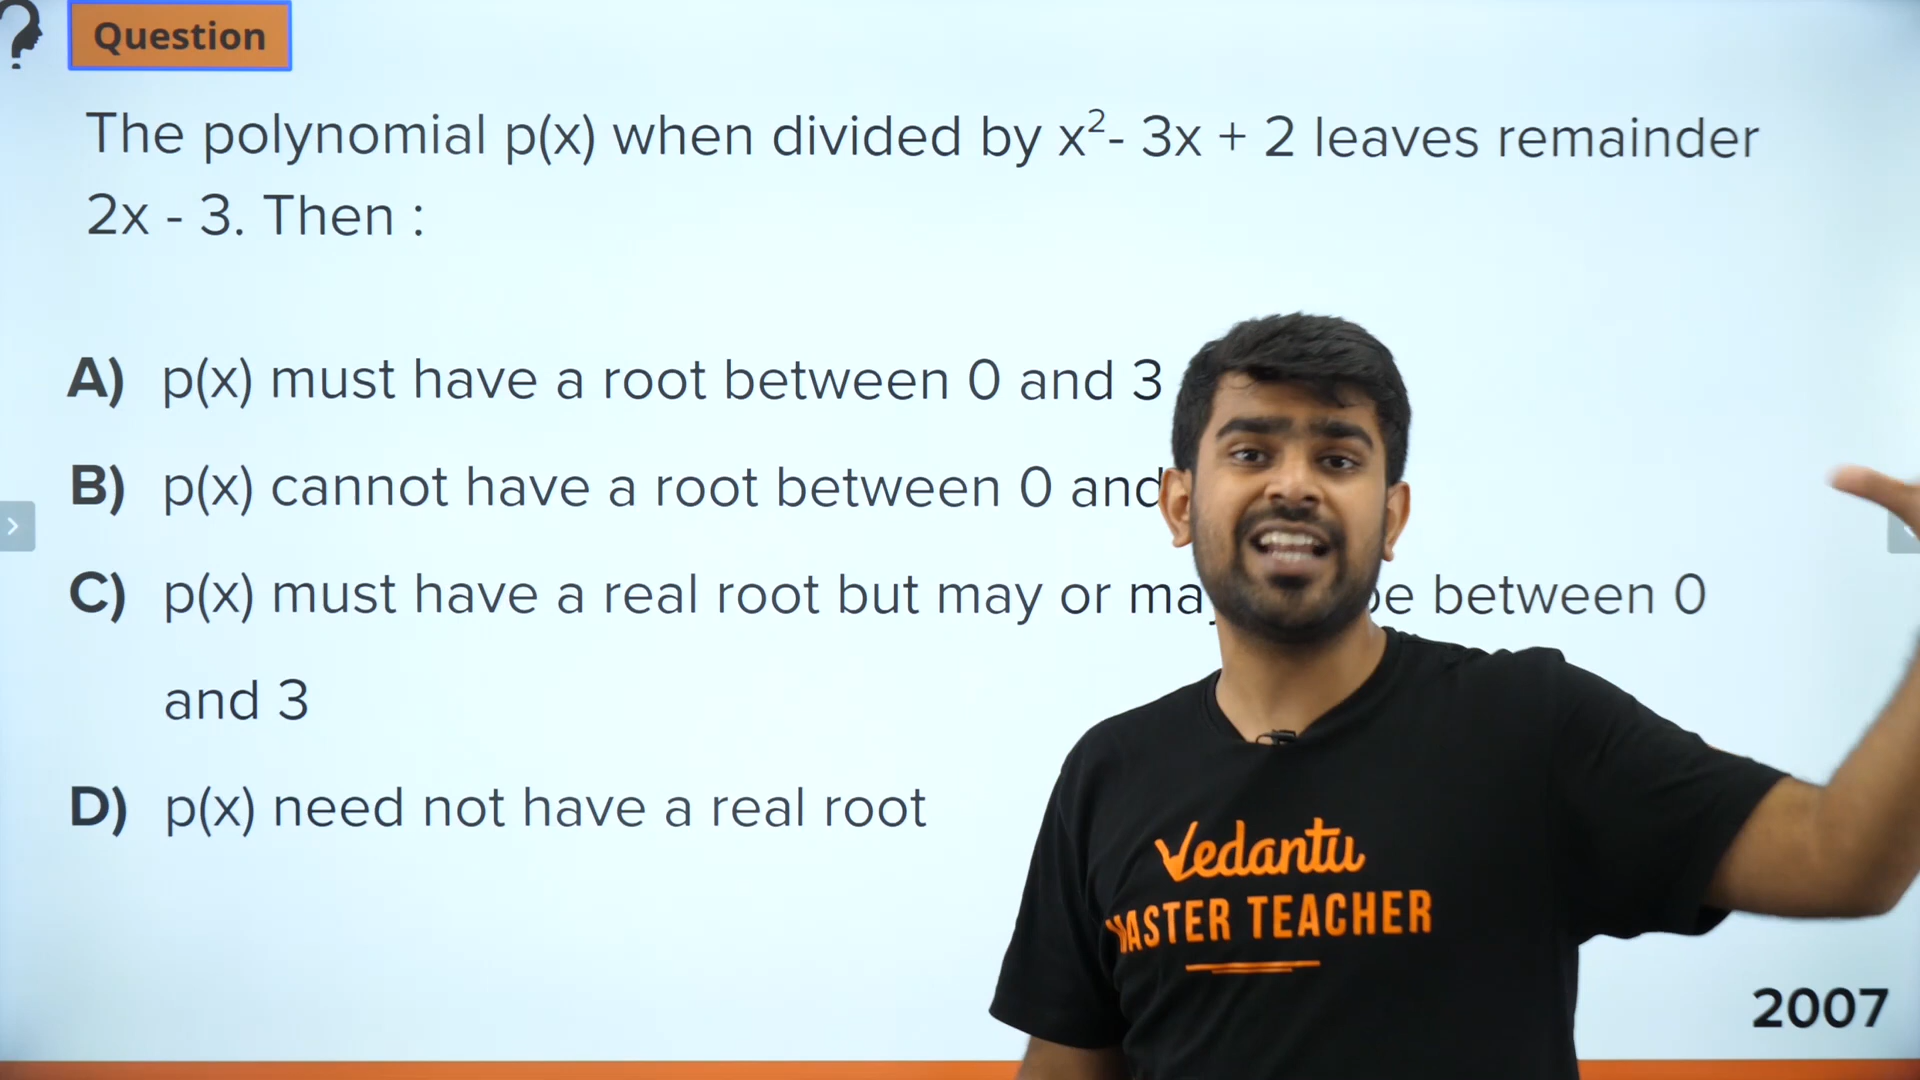 Question
The polynomial p(x) when divided by x²- 3x + 2 leaves remainder
2x - 3. Then :
A) p(x) must have a root between 0 and 3
B) p(x) cannot have a root between 0 and
C) p(x) must have a real root but may or be between 0
and 3
D) p(x) need not have a real root
Vedantu
MASTER TEACHER
2007